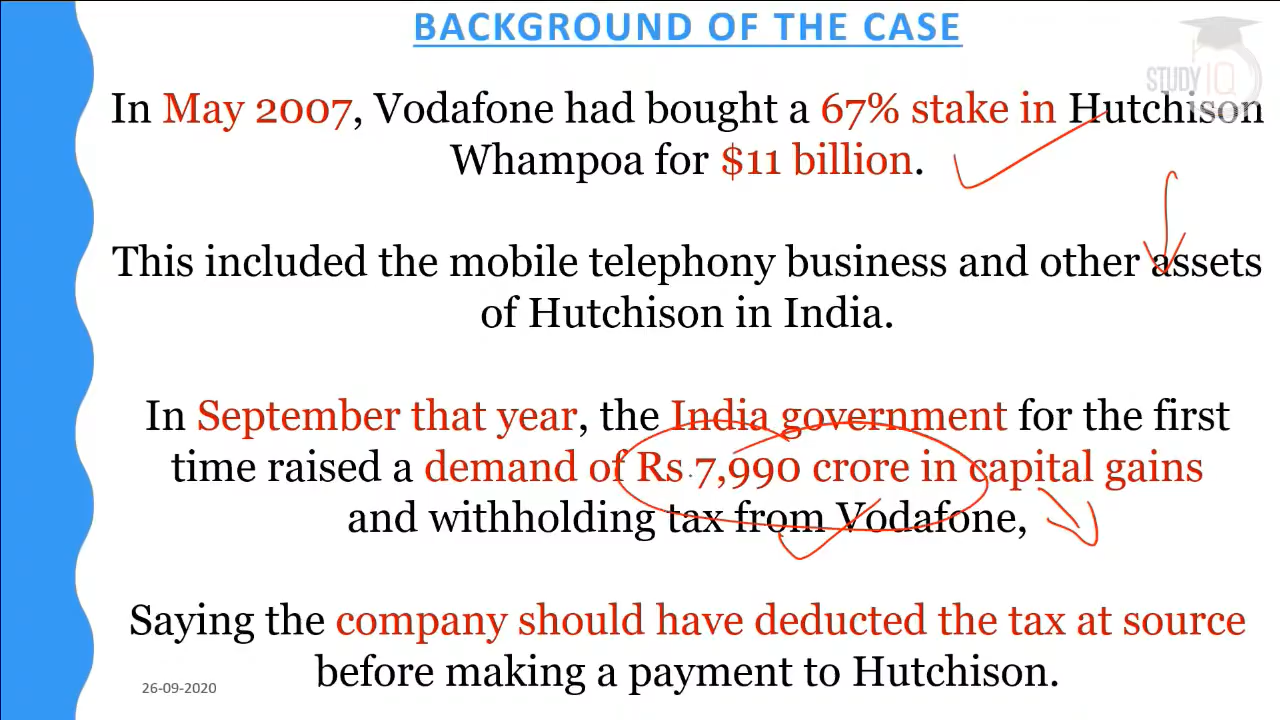 BACKGROUND OF THE CASE
STUDY IQ
In May 2007, Vodafone had bought a 67% stake in Hutchison
Whampoa for $11 billion.
This included the mobile telephony business and other assets
of Hutchison in India.
In September that year, the India government for the first
time raised a demand of Rs 7,990 crore in capital gains
and withholding tax from Vodafone,
Saying the company should have deducted the tax at source
before making a payment to Hutchison.
26-09-2020